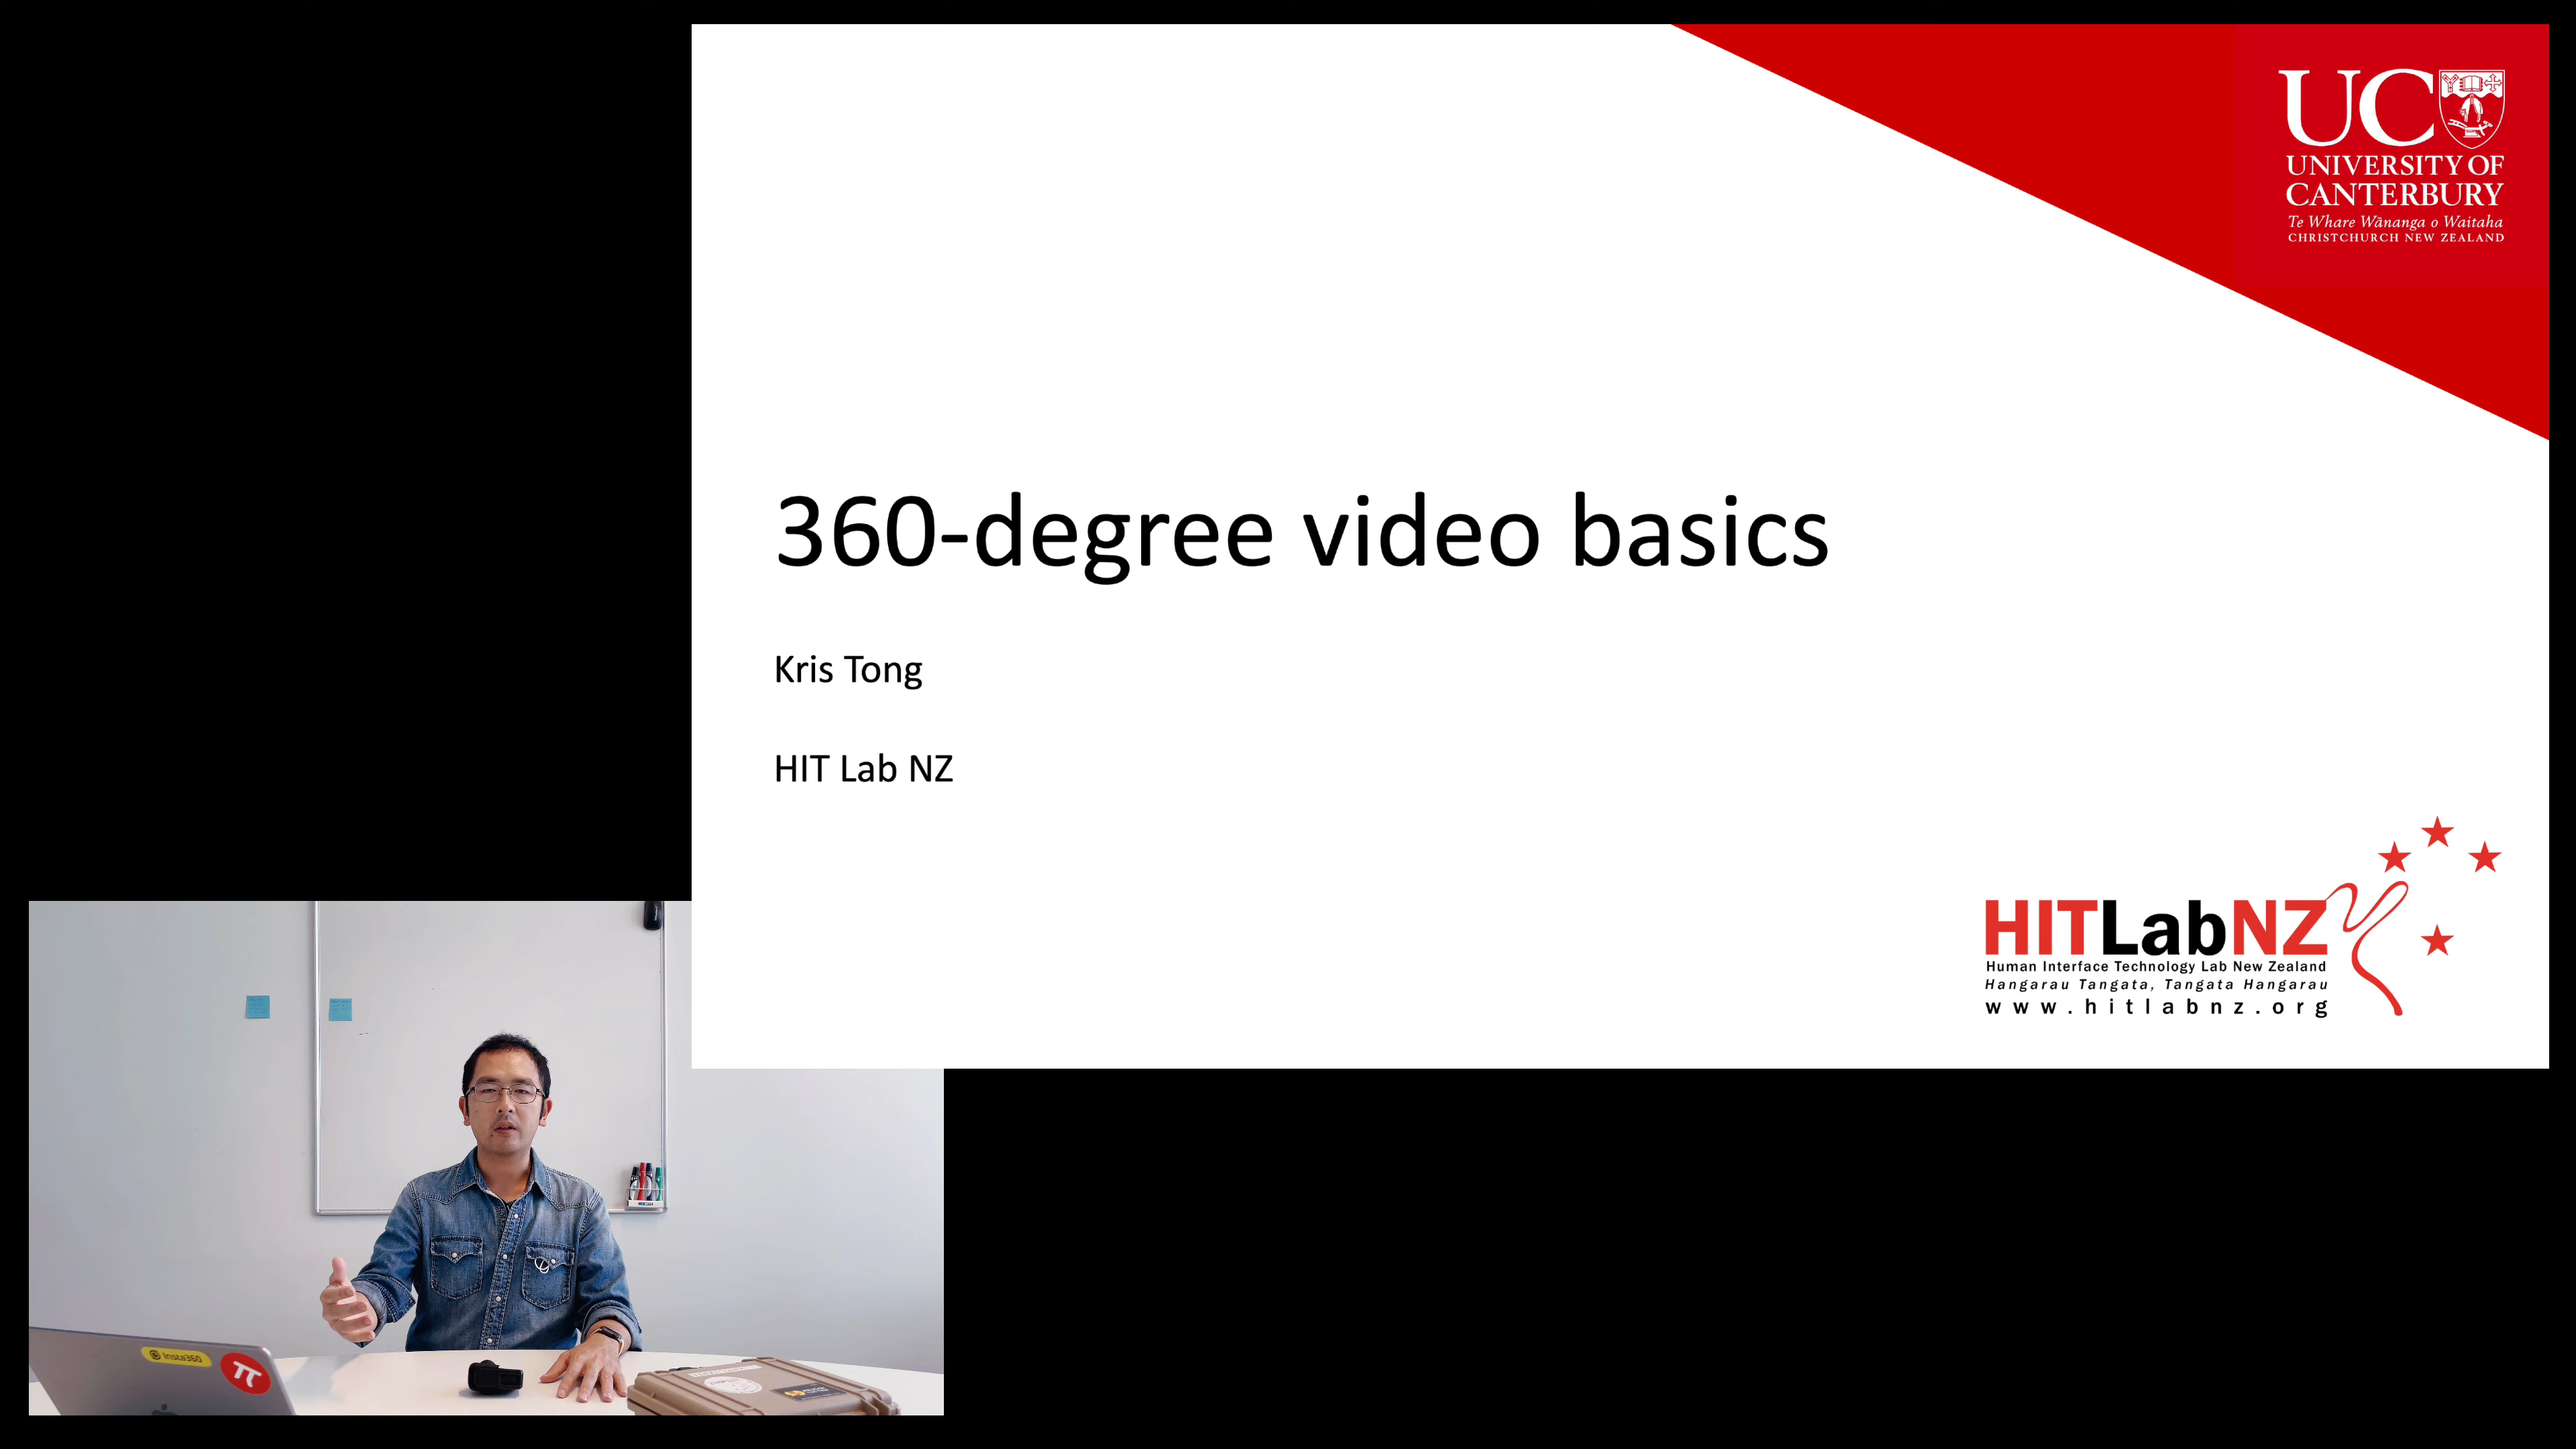 UC
UNIVERSITY OF
CANTERBURY
Te Whare Wānanga o Waitaha
CHRISTCHURCH NEW ZEALAND
360-degree video basics
Kris Tong
HIT Lab NZ
HITLabNZ
Human Interface Technology Lab New Zealand
Hangarau Tangata, Tangata Hangarau
www.hitlabnz.org
Insta360
π